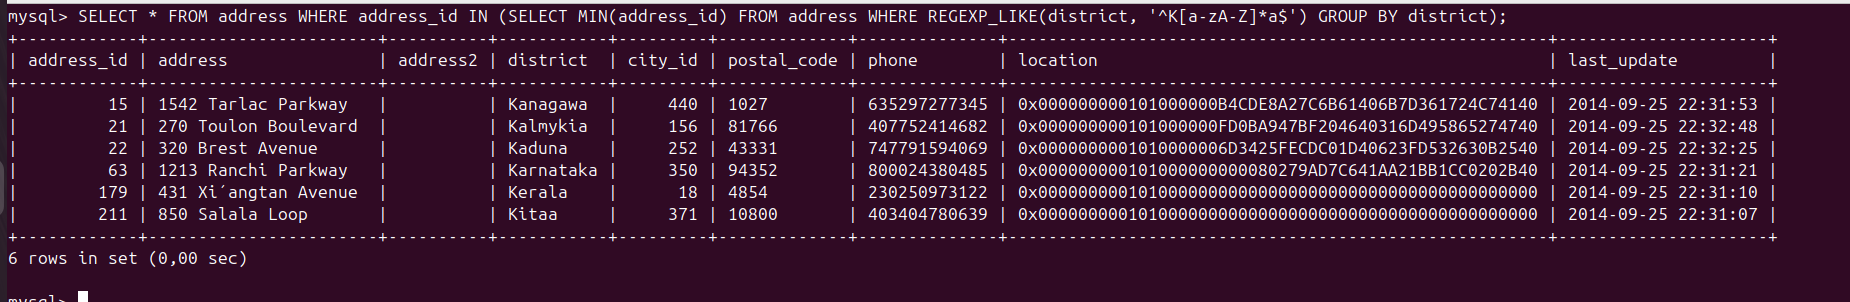 mysql> SELECT * FROM address WHERE address_id IN (SELECT MIN(address_id) FROM address WHERE REGEXP_LIKE(district, '^K[a-zA-Z]*a$') GROUP BY district);
+------------+----------------------+----------+-----------+---------+-------------+--------------+------------------------------------------------------+---------------------+
| address_id | address | address2 | district | city_id | postal_code | phone | location | last_update |
+------------+----------------------+----------+-----------+---------+-------------+--------------+------------------------------------------------------+---------------------+
| 15 | 1542 Tarlac Parkway | | Kanagawa | 440 | 1027 | 635297277345 | 0x000000000101000000B4CDE8A27C6B61406B7D361724C74140 | 2014-09-25 22:31:53 |
| 21 | 270 Toulon Boulevard | | Kalmykia | 156 | 81766 | 407752414682 | 0x000000000101000000FD0BA947BF204640316D495865274740 | 2014-09-25 22:32:48 |
| 22 | 320 Brest Avenue | | Kaduna | 252 | 43331 | 747791594069 | 0x0000000001010000006D3425FECDC01D40623FD532630B2540 | 2014-09-25 22:32:25 |
| 63 | 1213 Ranchi Parkway | | Karnataka | 350 | 94352 | 800024380485 | 0x00000000010100000000000080279AD7C641AA21BB1CC0202B40 | 2014-09-25 22:31:21 |
| 179 | 431 Xi´angtan Avenue | | Kerala | 18 | 4854 | 230250973122 | 0x00000000010100000000000000000000000000000000000000 | 2014-09-25 22:31:10 |
| 211 | 850 Salala Loop | | Kitaa | 371 | 10800 | 403404780639 | 0x00000000010100000000000000000000000000000000000000 | 2014-09-25 22:31:07 |
+------------+----------------------+----------+-----------+---------+-------------+--------------+------------------------------------------------------+---------------------+
6 rows in set (0,00 sec)
mysql>